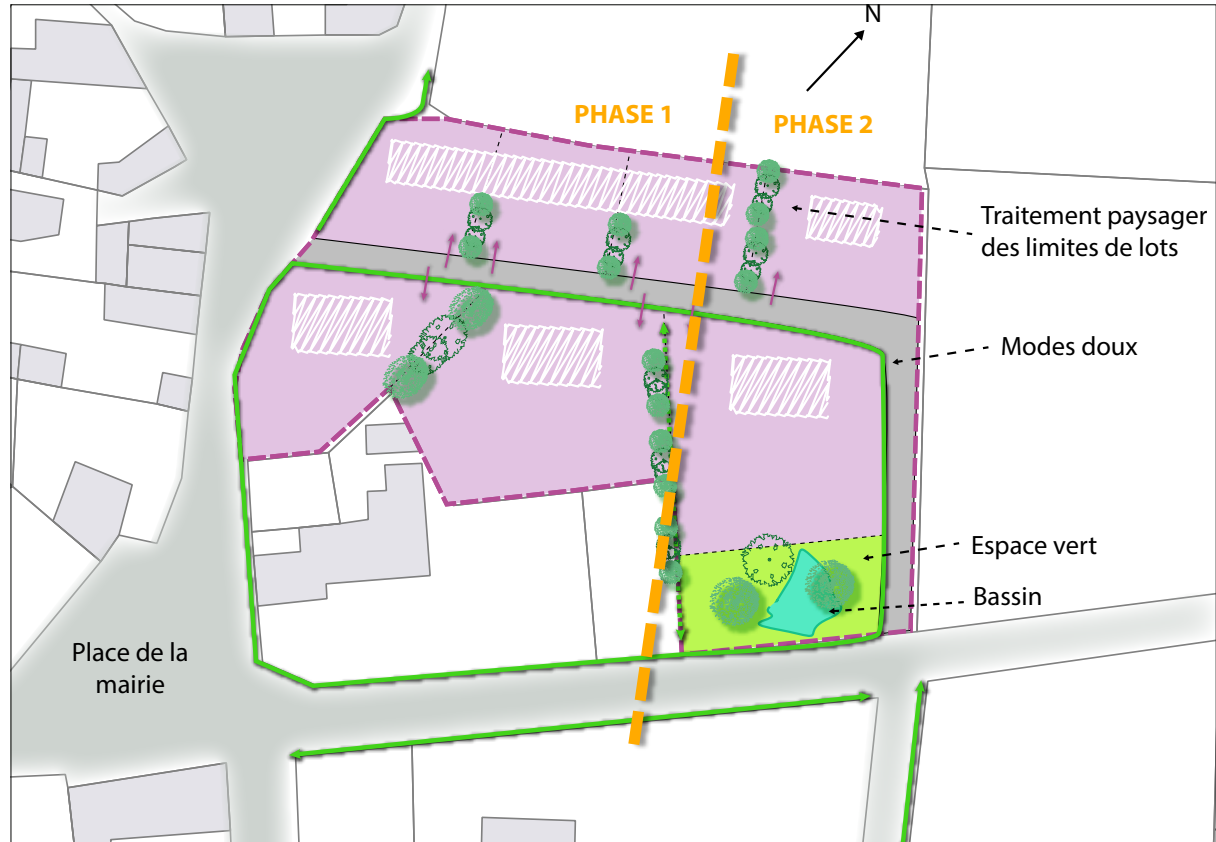 N
PHASE 1
PHASE 2
Traitement paysager
des limites de lots
Modes doux
Espace vert
Bassin
Place de la
mairie